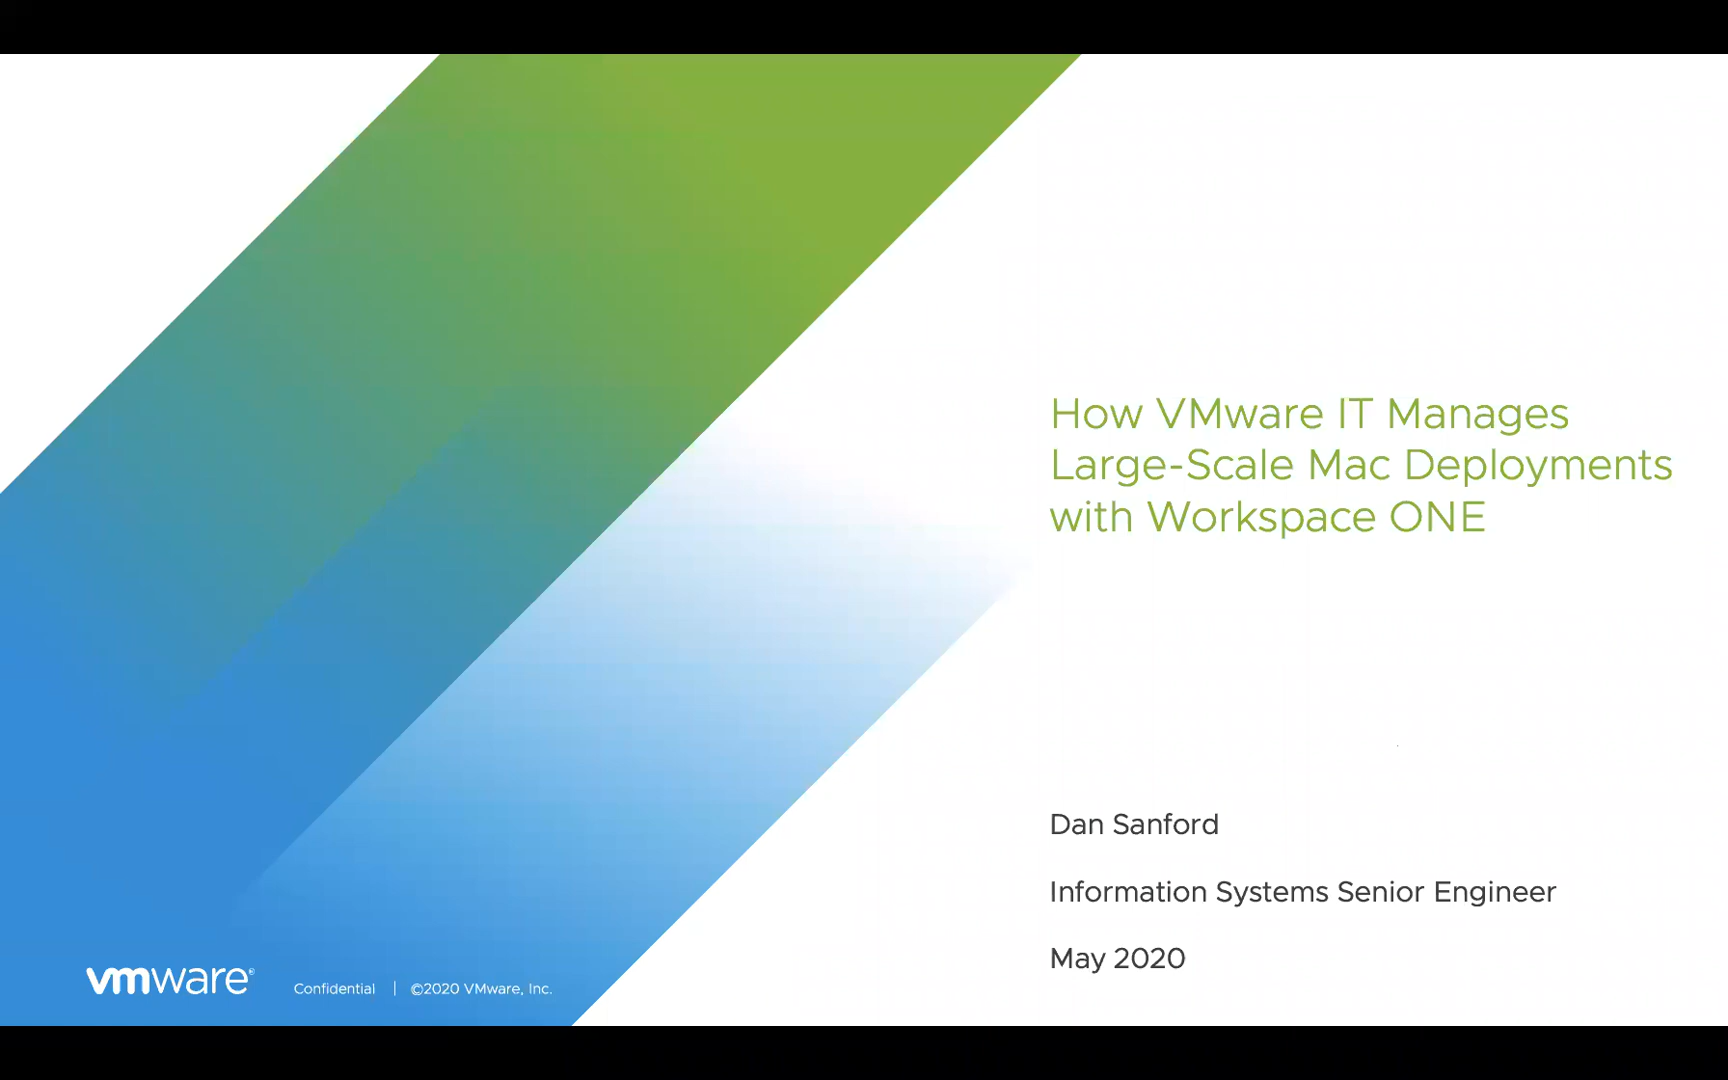 How VMware IT Manages
Large-Scale Mac Deployments
with Workspace ONE
Dan Sanford
Information Systems Senior Engineer
May 2020
vmware®
Confidential | ©2020 VMware, Inc.